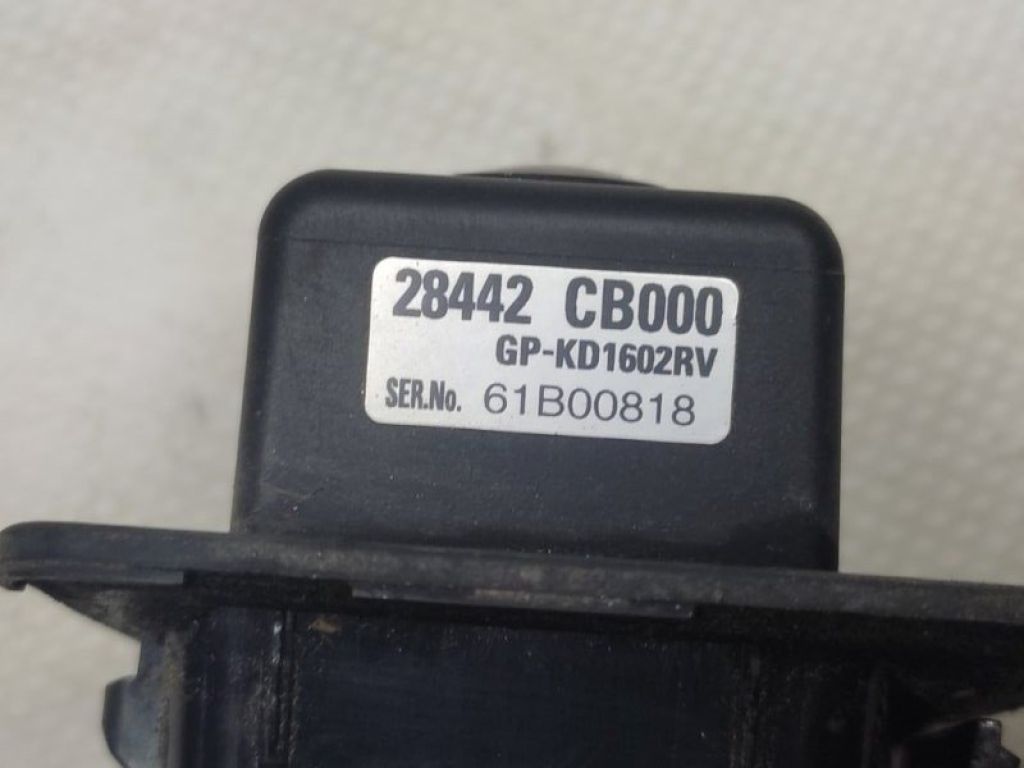 28442 CB000
GP-KD1602RV
SER.No. 61B00818